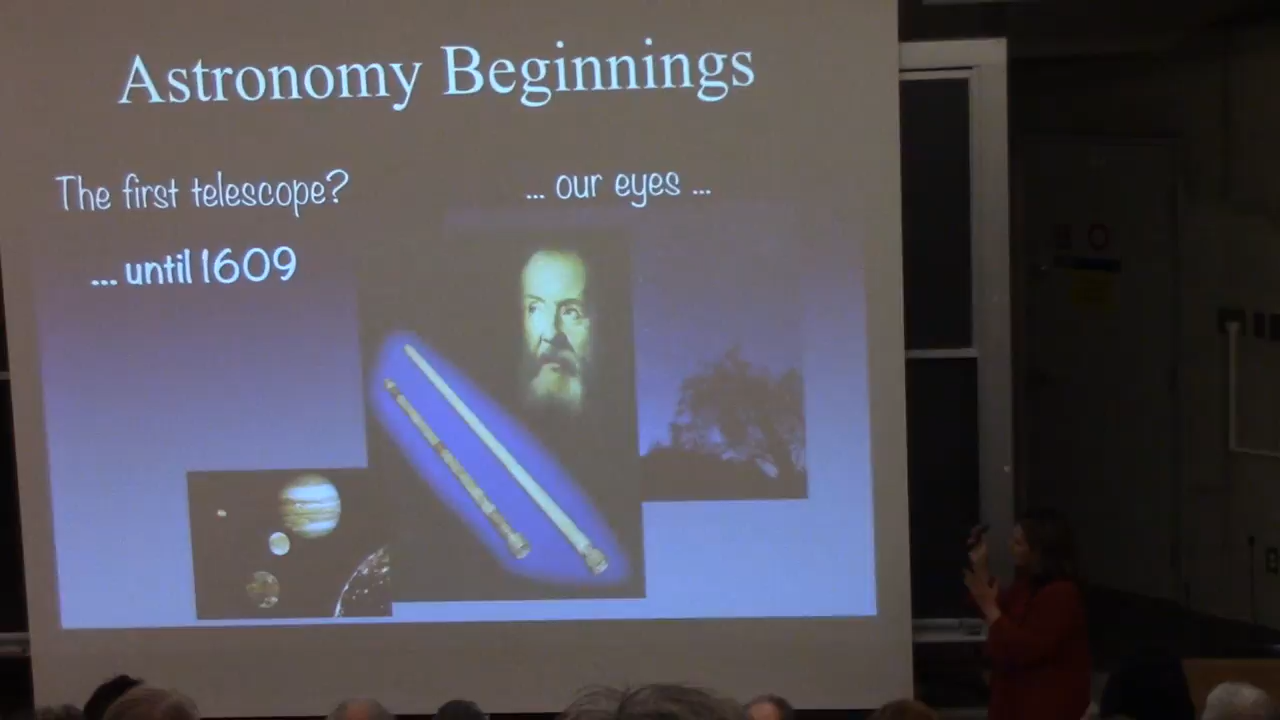 Astronomy Beginnings
The first telescope?
... our eyes ...
... until 1609